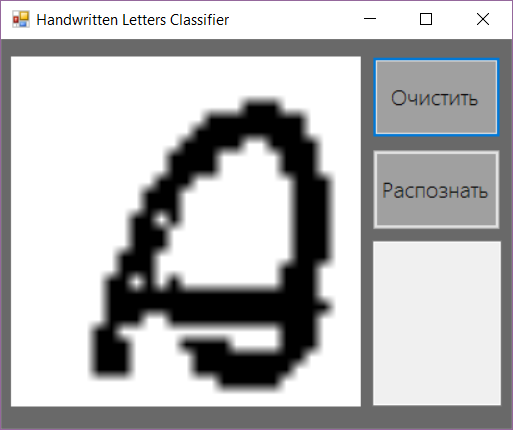 Handwritten Letters Classifier
Очистить
Распознать